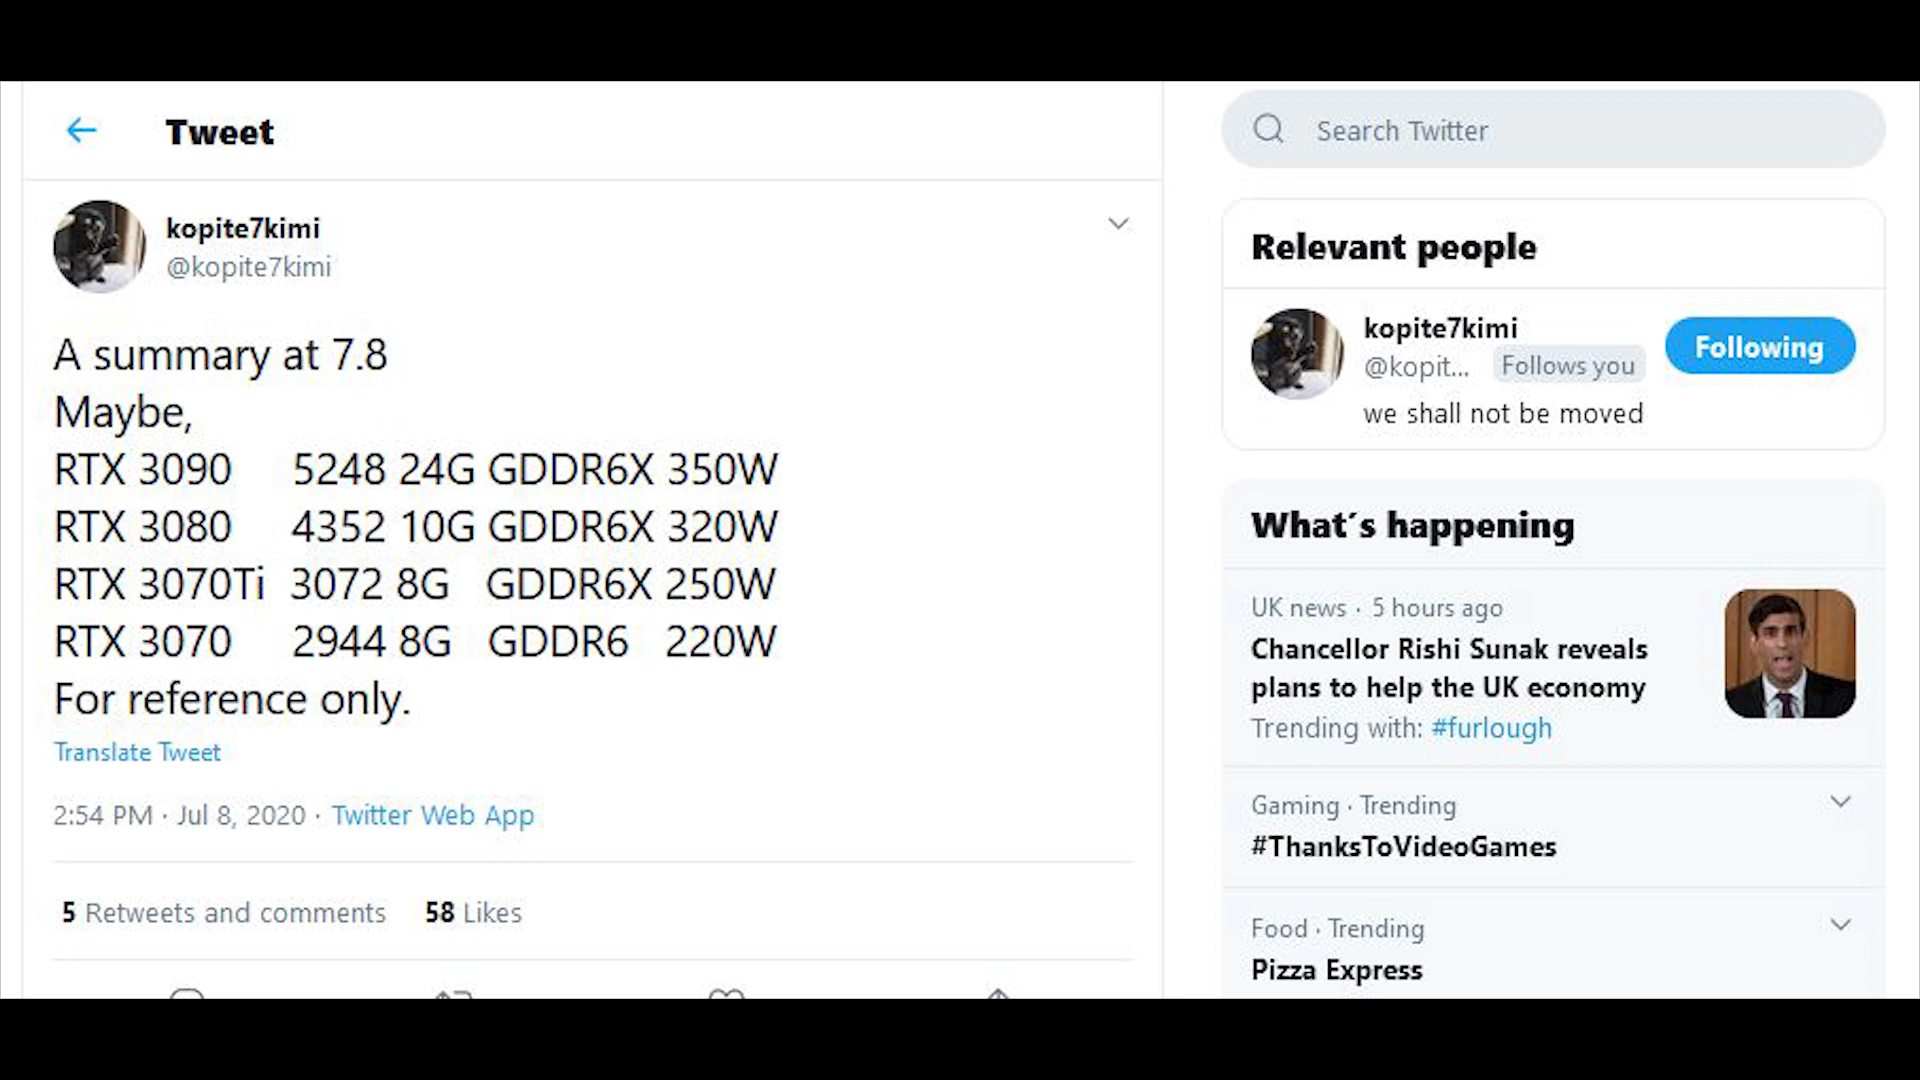 Tweet
kopite7kimi
@kopite7kimi
A summary at 7.8
Maybe,
RTX 3090 5248 24G GDDR6X 350W
RTX 3080 4352 10G GDDR6X 320W
RTX 3070Ti 3072 8G GDDR6X 250W
RTX 3070 2944 8G GDDR6 220W
For reference only.
Translate Tweet
2:54 PM · Jul 8, 2020 · Twitter Web App
5 Retweets and comments 58 Likes
Search Twitter
Relevant people
kopite7kimi
@kopit... Follows you
Following
we shall not be moved
What´s happening
UK news · 5 hours ago
Chancellor Rishi Sunak reveals
plans to help the UK economy
Trending with: #furlough
Gaming · Trending
#ThanksToVideoGames
Food · Trending
Pizza Express